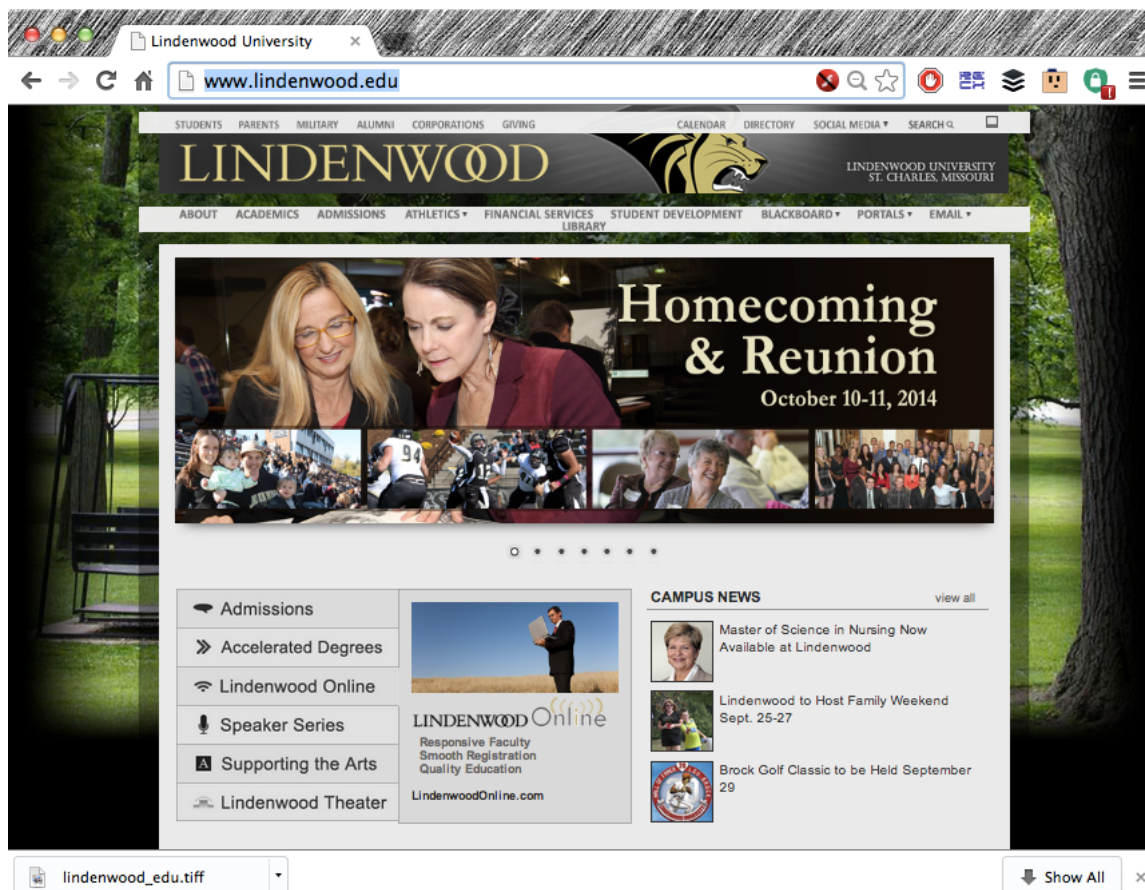 Lindenwood University
www.lindenwood.edu
STUDENTS PARENTS MILITARY ALUMNI CORPORATIONS GIVING CALENDAR DIRECTORY SOCIAL MEDIA SEARCH
LINDENWOOD
LINDENWOOD UNIVERSITY
ST. CHARLES, MISSOURI
ABOUT ACADEMICS ADMISSIONS ATHLETICS FINANCIAL SERVICES STUDENT DEVELOPMENT BLACKBOARD PORTALS EMAIL
LIBRARY
Homecoming
& Reunion
October 10-11, 2014
94
Admissions
Accelerated Degrees
Lindenwood Online
Speaker Series
A Supporting the Arts
Lindenwood Theater
LINDENWOOD Online
Responsive Faculty
Smooth Registration
Quality Education
LindenwoodOnline.com
CAMPUS NEWS view all
Master of Science in Nursing Now
Available at Lindenwood
Lindenwood to Host Family Weekend
Sept. 25-27
Brock Golf Classic to be Held September
29
lindenwood_edu.tiff
Show All